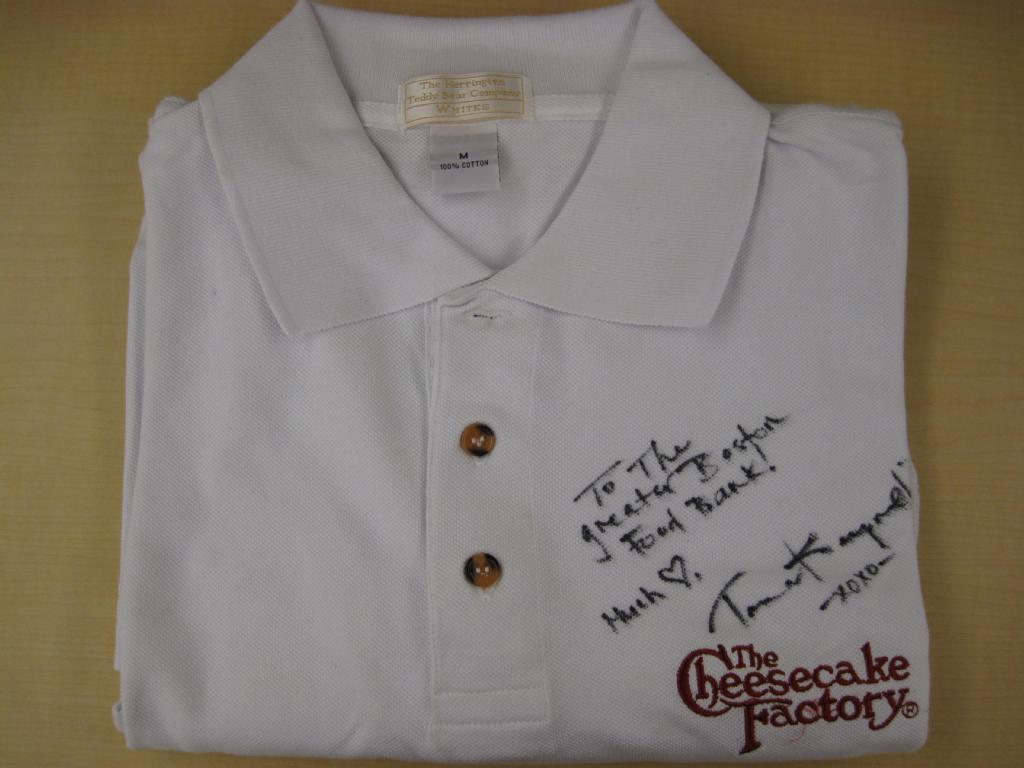 The Herrington
Teddy Bear Company
WHITES
M
100% COTTON
To The
greater Boston
Food Bank!
Much ♡.
-xoxo-
The
Cheesecake
Factory®